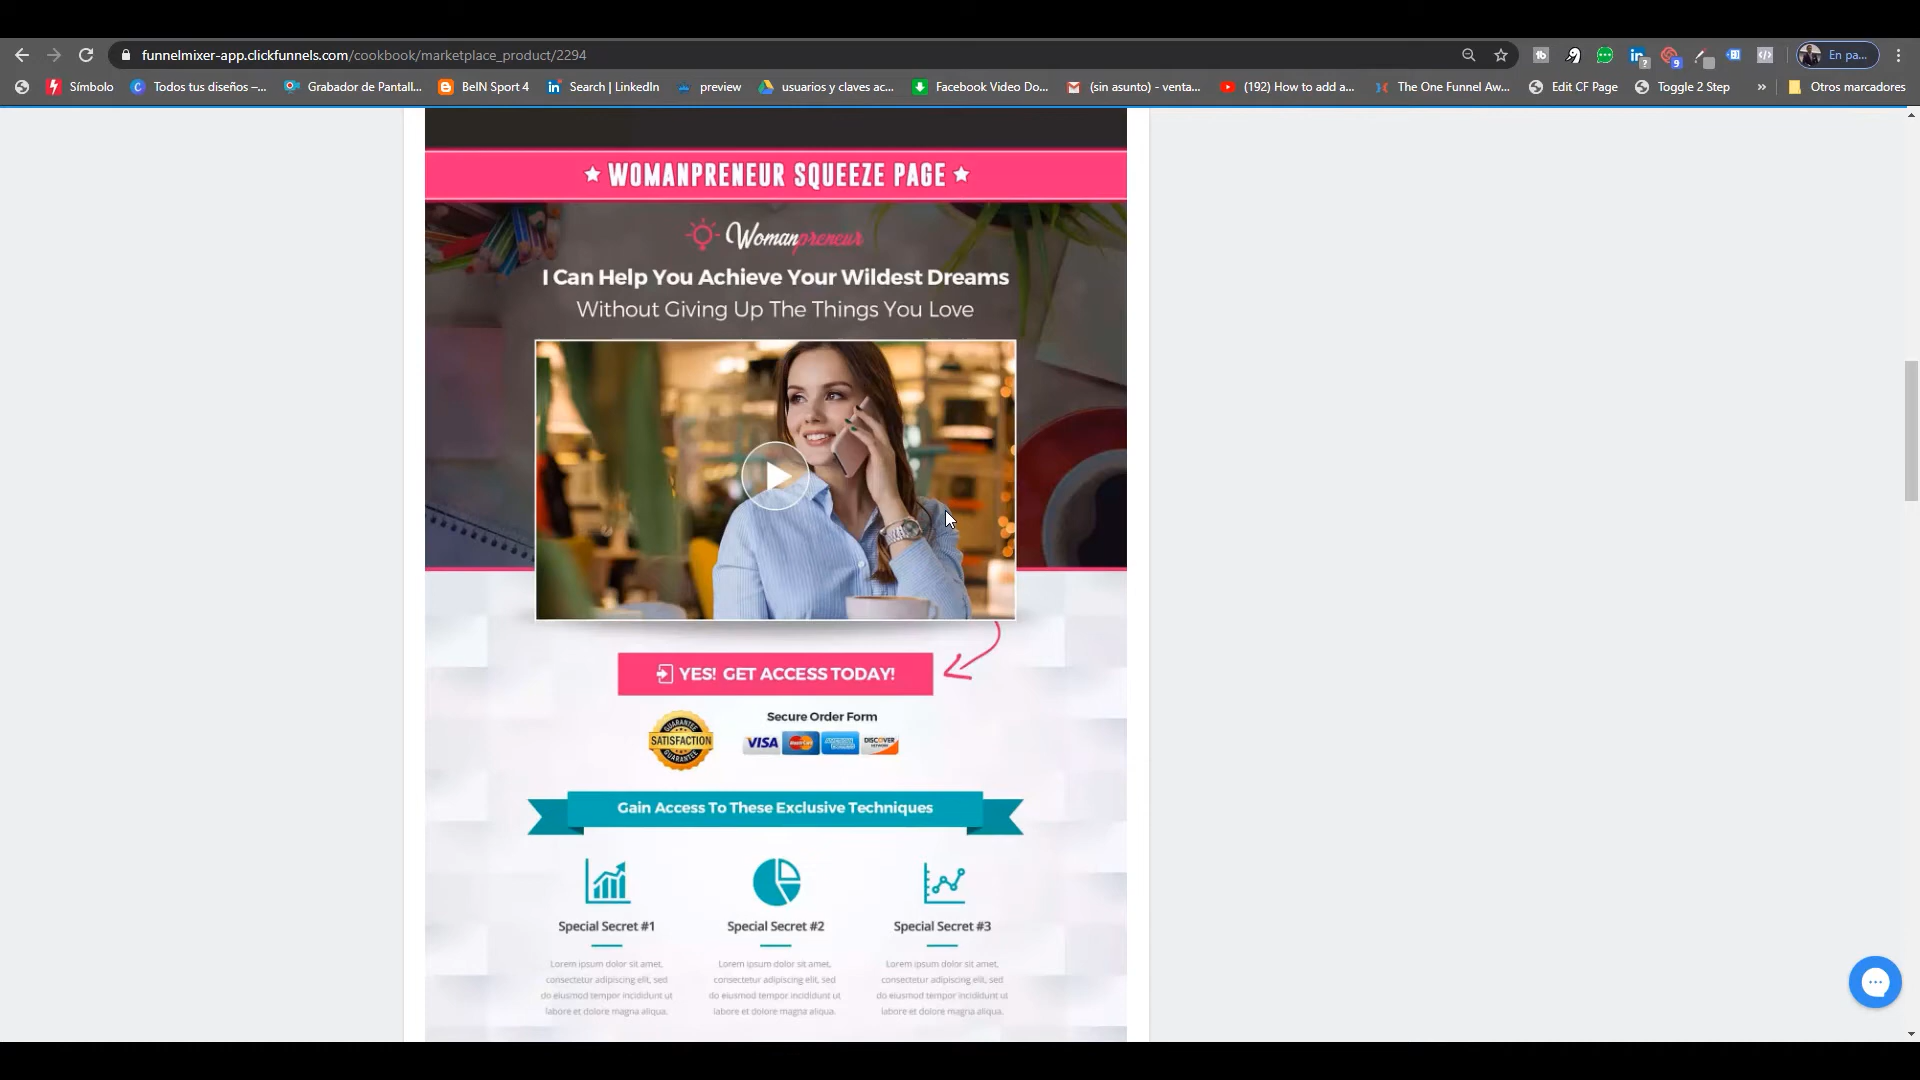 funnelmixer-app.clickfunnels.com/cookbook/marketplace_product/2294
En pa...
Símbolo
Todos tus diseños –...
Grabador de Pantall...
BeIN Sport 4
Search | LinkedIn
preview
usuarios y claves ac...
Facebook Video Do...
(sin asunto) - venta...
(192) How to add a...
The One Funnel Aw...
Edit CF Page
Toggle 2 Step
»
Otros marcadores
WOMANPRENEUR SQUEEZE PAGE
Womanpreneur
I Can Help You Achieve Your Wildest Dreams
Without Giving Up The Things You Love
YES! GET ACCESS TODAY!
GUARANTEE
SATISFACTION
GUARANTEE
Secure Order Form
VISA
MasterCard
AMERICAN EXPRESS
DISCOVER
NETWORK
Gain Access To These Exclusive Techniques
Special Secret #1
Special Secret #2
Special Secret #3
Lorem ipsum dolor sit amet,
consectetur adipiscing elit, sed
do eiusmod tempor incididunt ut
labore et dolore magna aliqua.
Lorem ipsum dolor sit amet,
consectetur adipiscing elit, sed
do eiusmod tempor incididunt ut
labore et dolore magna aliqua.
Lorem ipsum dolor sit amet,
consectetur adipiscing elit, sed
do eiusmod tempor incididunt ut
labore et dolore magna aliqua.